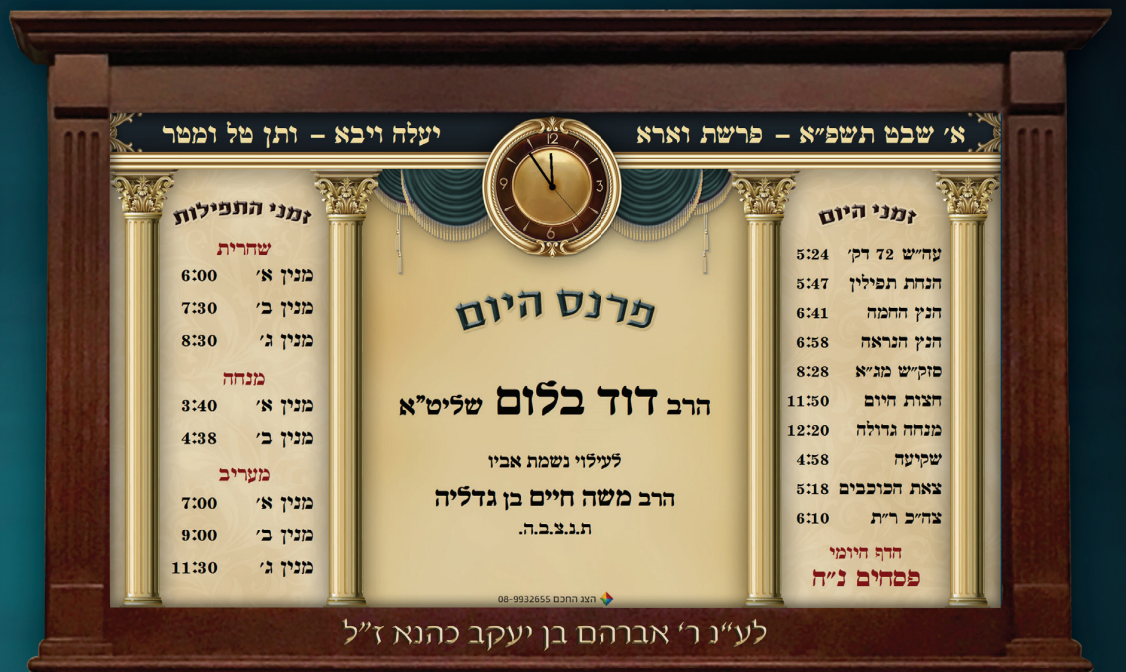 א׳ שבט תשפ״א – פרשת וארא
יעלה ויבא – ותן טל ומטר
12
3
6
9
זמני היום
עה״ש 72 דק׳ 5:24
הנחת תפילין 5:47
הנץ החמה 6:41
הנץ הנראה 6:58
סזק״ש מג״א 8:28
חצות היום 11:50
מנחה גדולה 12:20
שקיעה 4:58
צאת הכוכבים 5:18
צה״כ ר״ת 6:10
הדף היומי
פסחים נ״ח
פרנס היום
הרב דוד בלום שליט״א
לעילוי נשמת אביו
הרב משה חיים בן גדליה
ת.נ.צ.ב.ה.
הצג החכם 08-9932655
זמני התפילות
שחרית
מנין א׳ 6:00
מנין ב׳ 7:30
מנין ג׳ 8:30
מנחה
מנין א׳ 3:40
מנין ב׳ 4:38
מעריב
מנין א׳ 7:00
מנין ב׳ 9:00
מנין ג׳ 11:30
לע״נ ר׳ אברהם בן יעקב כהנא ז״ל